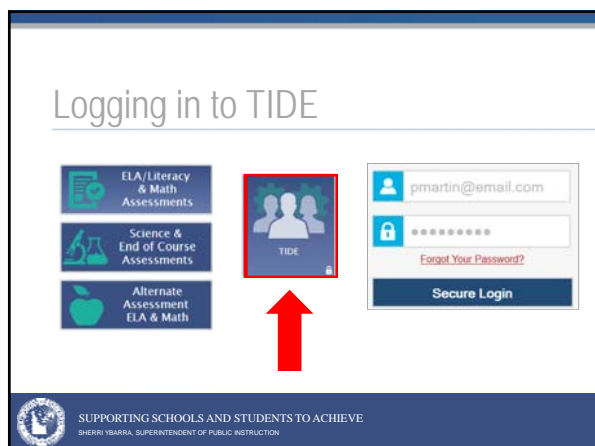 Logging in to TIDE
ELA/Literacy
& Math
Assessments
Science &
End of Course
Assessments
Alternate
Assessment
ELA & Math
TIDE
pmartin@email.com
Forgot Your Password?
Secure Login
SUPPORTING SCHOOLS AND STUDENTS TO ACHIEVE
SHERRI YBARRA, SUPERINTENDENT OF PUBLIC INSTRUCTION